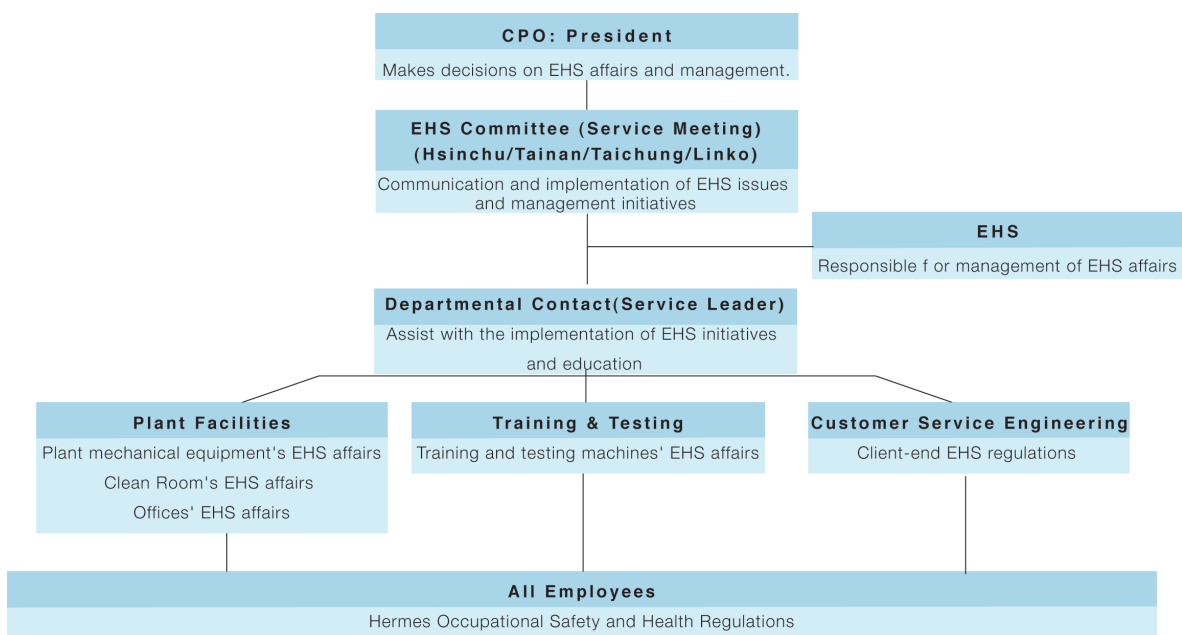 CPO: President
Makes decisions on EHS affairs and management.
EHS Committee (Service Meeting)
(Hsinchu/Tainan/Taichung/Linko)
Communication and implementation of EHS issues
and management initiatives
EHS
Responsible f or management of EHS affairs
Departmental Contact(Service Leader)
Assist with the implementation of EHS initiatives
and education
Plant Facilities
Plant mechanical equipment's EHS affairs
Clean Room's EHS affairs
Offices' EHS affairs
Training & Testing
Training and testing machines' EHS affairs
Customer Service Engineering
Client-end EHS regulations
All Employees
Hermes Occupational Safety and Health Regulations